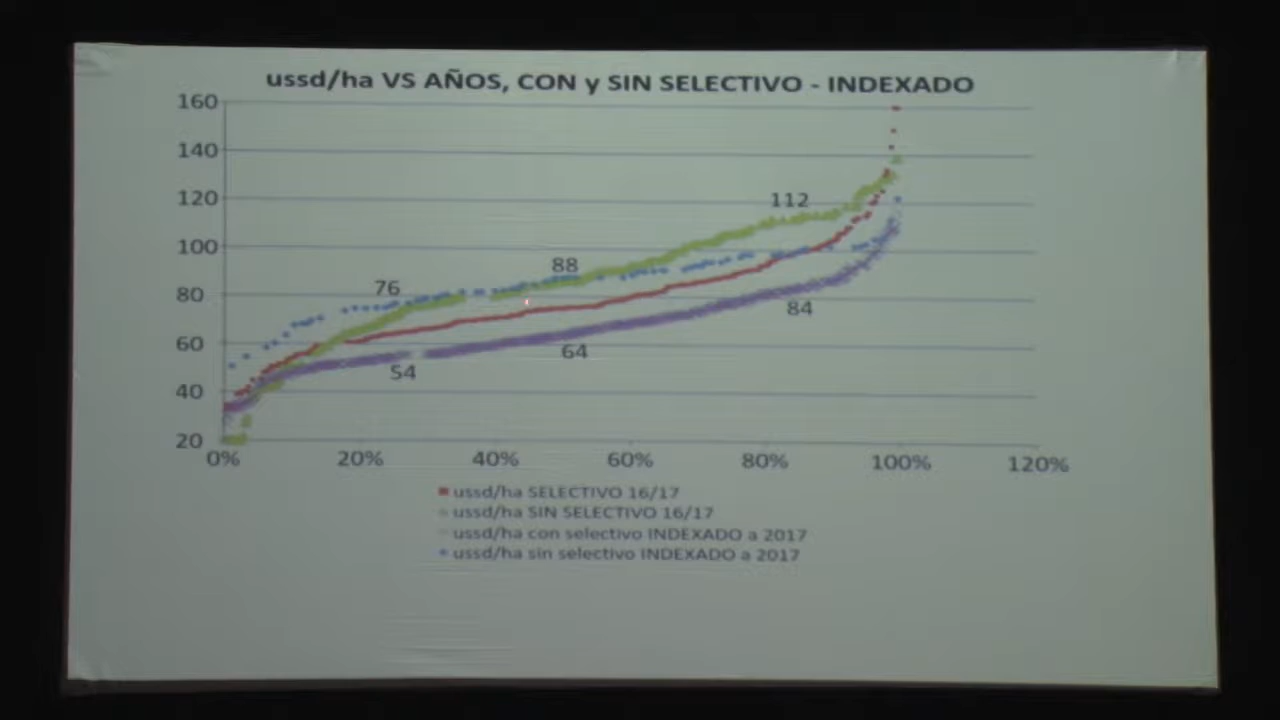 ussd/ha VS AÑOS, CON y SIN SELECTIVO - INDEXADO
160
140
120
100
80
60
40
20
112
88
76
84
64
54
0% 20% 40% 60% 80% 100% 120%
ussd/ha SELECTIVO 16/17
ussd/ha SIN SELECTIVO 16/17
ussd/ha con selectivo INDEXADO a 2017
ussd/ha sin selectivo INDEXADO a 2017